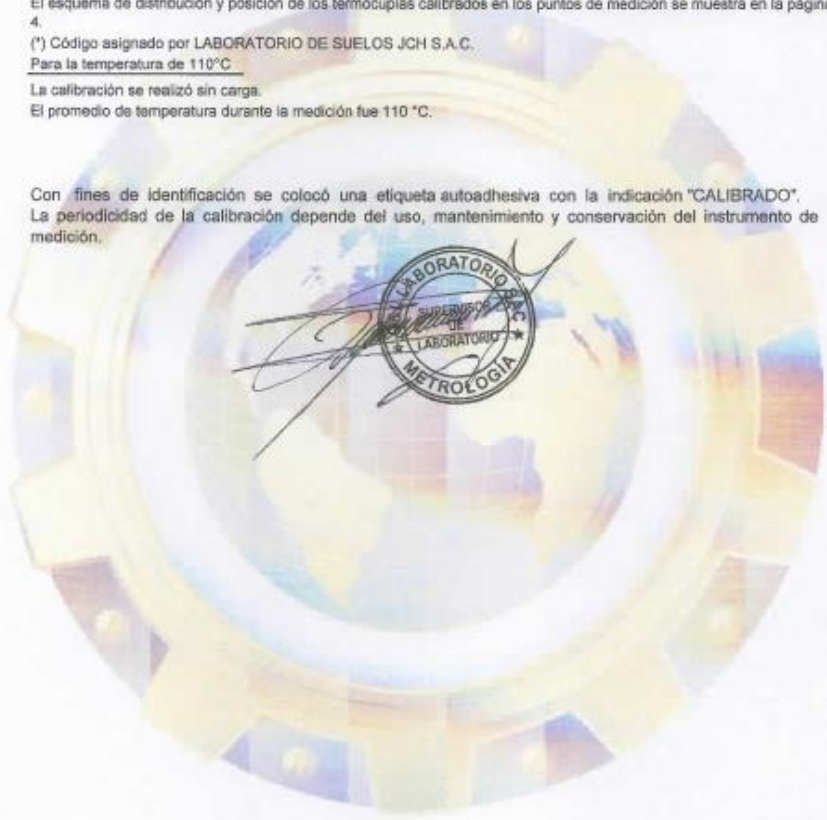 El esquema de distribución y posición de los termocuplas calibrados en los puntos de medición se muestra en la página
4.
(*) Código asignado por LABORATORIO DE SUELOS JCH S.A.C.
Para la temperatura de 110°C
La calibración se realizó sin carga.
El promedio de temperatura durante la medición fue 110 °C.
Con fines de identificación se colocó una etiqueta autoadhesiva con la indicación "CALIBRADO".
La periodicidad de la calibración depende del uso, mantenimiento y conservación del instrumento de
medición.
LABORATORIO S.A.C
SUPERVISOR
DE
LABORATORIO
METROLOGIA